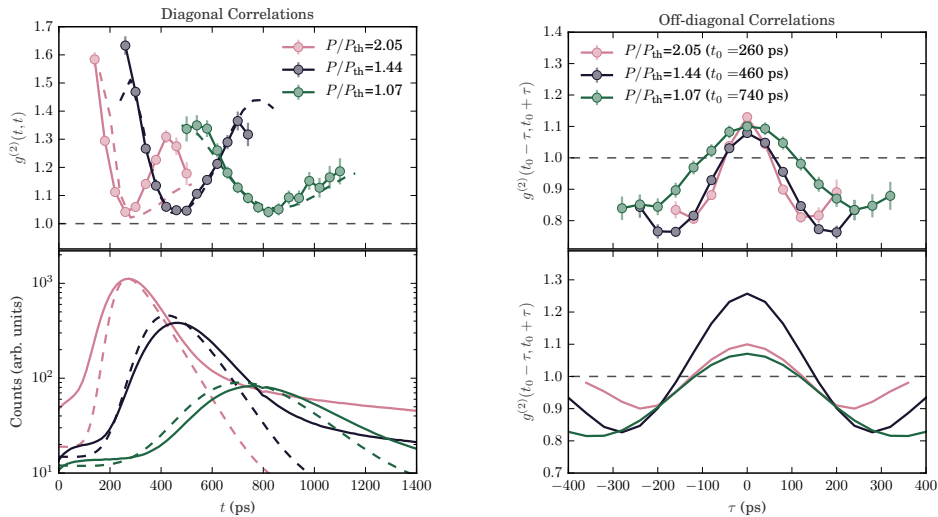 Diagonal Correlations
1.7
1.6
1.5
1.4
1.3
1.2
1.1
1.0
g⁽²⁾(t, t)
P/Pth=2.05
P/Pth=1.44
P/Pth=1.07
10³
10²
10¹
Counts (arb. units)
0 200 400 600 800 1000 1200 1400
t (ps)
Off-diagonal Correlations
1.4
1.3
1.2
1.1
1.0
0.9
0.8
g⁽²⁾(t₀ − τ, t₀ + τ)
P/Pth=2.05 (t₀ =260 ps)
P/Pth=1.44 (t₀ =460 ps)
P/Pth=1.07 (t₀ =740 ps)
1.4
1.3
1.2
1.1
1.0
0.9
0.8
0.7
g⁽²⁾(t₀ − τ, t₀ + τ)
−400 −300 −200 −100 0 100 200 300 400
τ (ps)